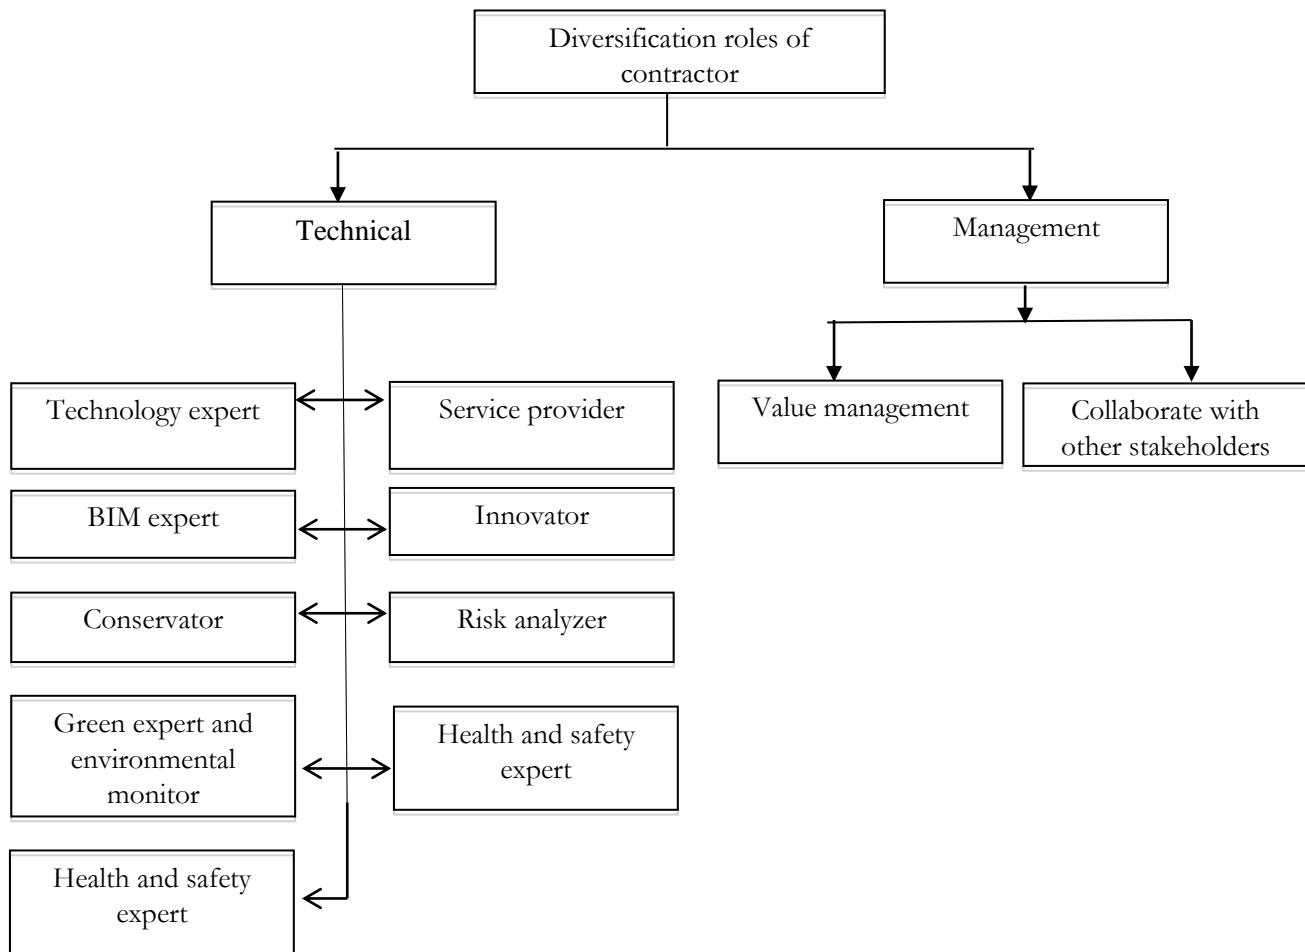 Diversification roles of
contractor
Technical
Management
Technology expert
Service provider
Value management
Collaborate with
other stakeholders
BIM expert
Innovator
Conservator
Risk analyzer
Green expert and
environmental
monitor
Health and safety
expert
Health and safety
expert